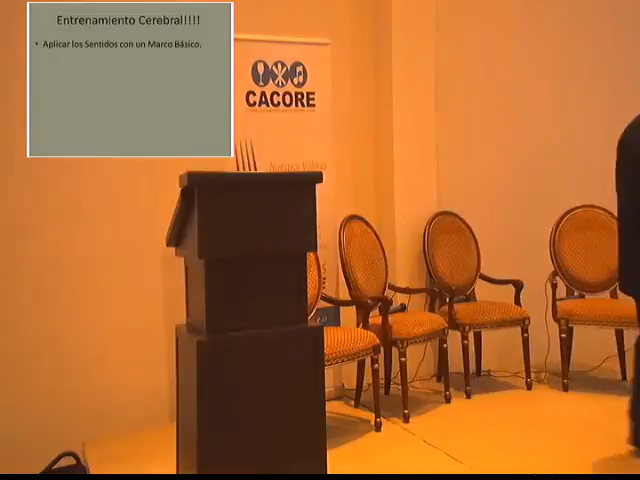 Entrenamiento Cerebral!!!!
• Aplicar los Sentidos con un Marco Básico.
CACORE
Nuestros Valores